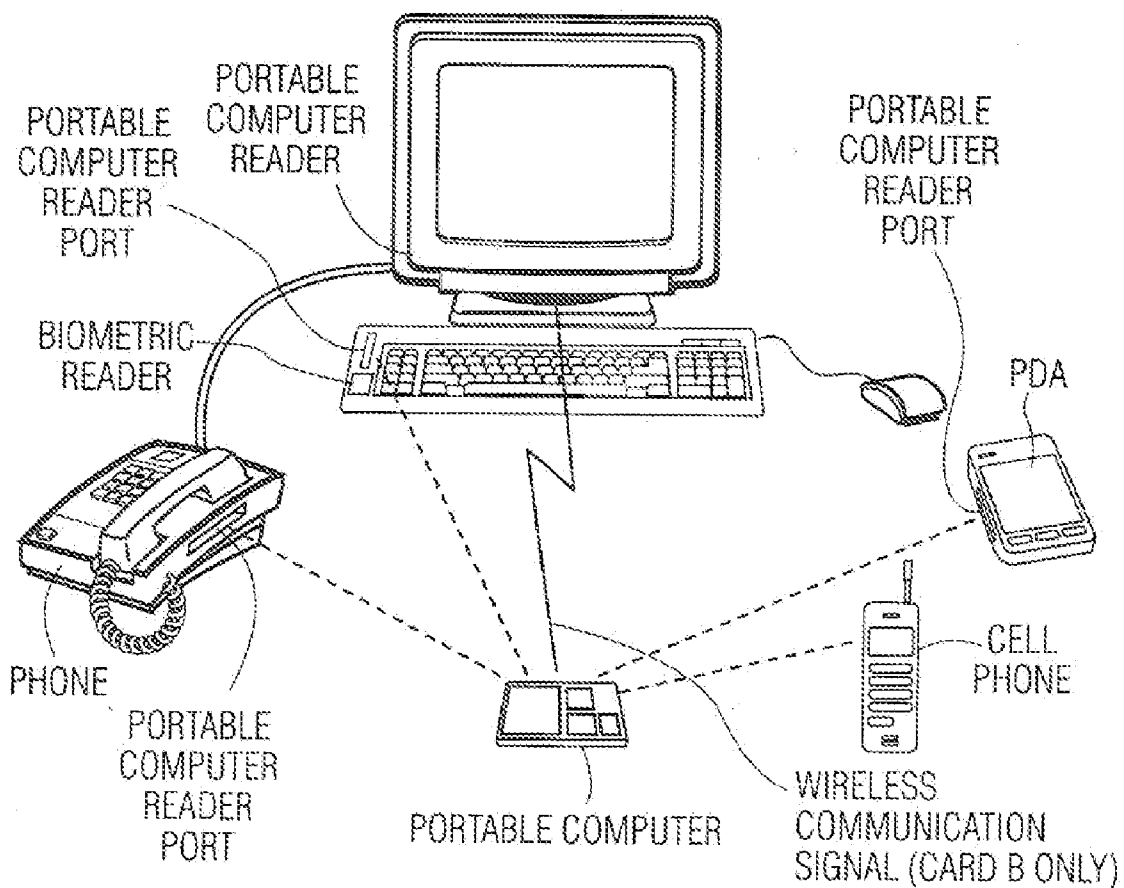 PORTABLE
COMPUTER
READER
PORT
PORTABLE
COMPUTER
READER
PORTABLE
COMPUTER
READER
PORT
BIOMETRIC
READER
PDA
PHONE
PORTABLE
COMPUTER
READER
PORT
PORTABLE COMPUTER
CELL
PHONE
WIRELESS
COMMUNICATION
SIGNAL (CARD B ONLY)